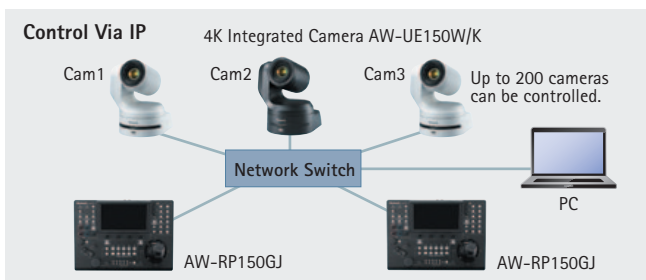 Control Via IP
4K Integrated Camera AW-UE150W/K
Cam1
Cam2
Cam3
Up to 200 cameras
can be controlled.
Network Switch
PC
AW-RP150GJ
AW-RP150GJ